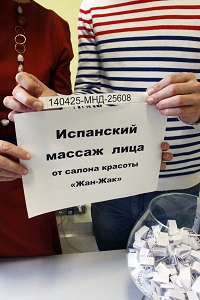 140425-МНД-25608
Испанский
массаж лица
от салона красоты
«Жан-Жак»